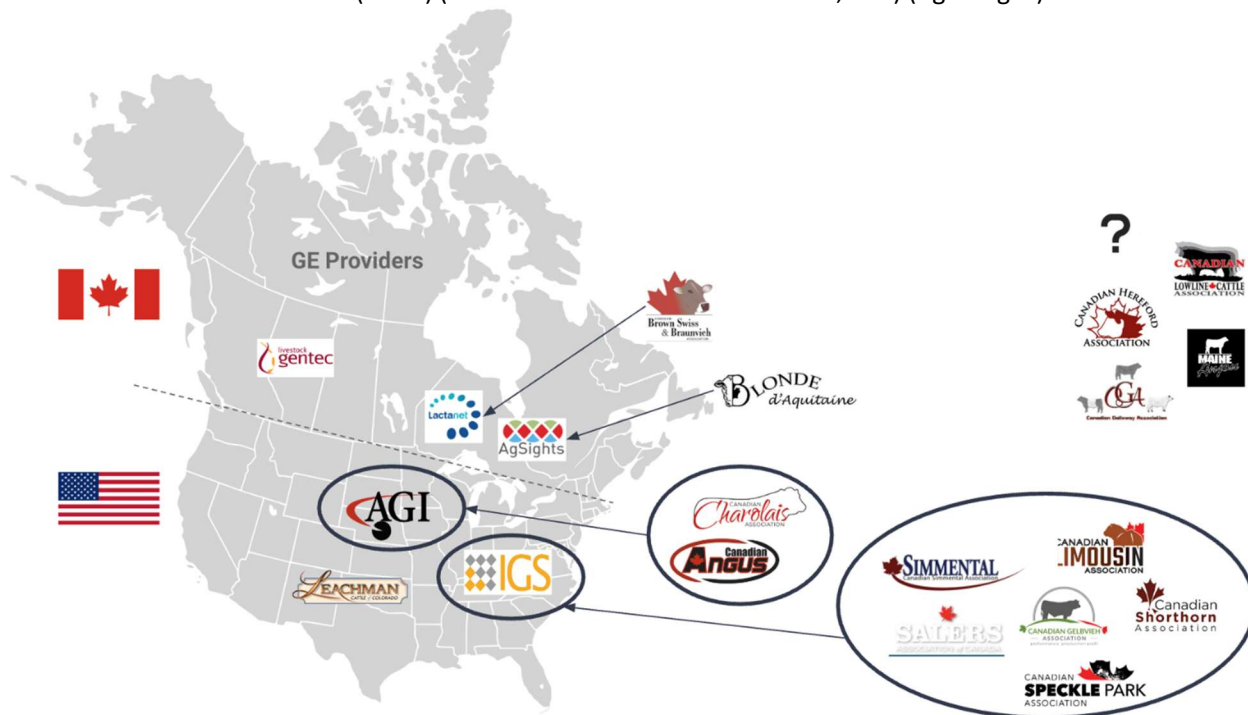 GE Providers
livestock
gentec
Lactanet
AgSights
Brown Swiss
& Braunvieh
ASSOCIATION
BLONDE
d'Aquitaine
?
CANADIAN
LOWLINE CATTLE
ASSOCIATION
CANADIAN HEREFORD
ASSOCIATION
MAINE
Anjou
CGA
Canadian Galloway Association
AGI
IGS
LEACHMAN
CATTLE of COLORADO
CANADIAN
Charolais
ASSOCIATION
Canadian
ANGUS
SIMMENTAL
Canadian Simmental Association
CANADIAN
LIMOUSIN
ASSOCIATION
SALERS
ASSOCIATION of CANADA
CANADIAN GELBVIEH
ASSOCIATION
Canadian
Shorthorn
Association
CANADIAN
SPECKLE PARK
ASSOCIATION